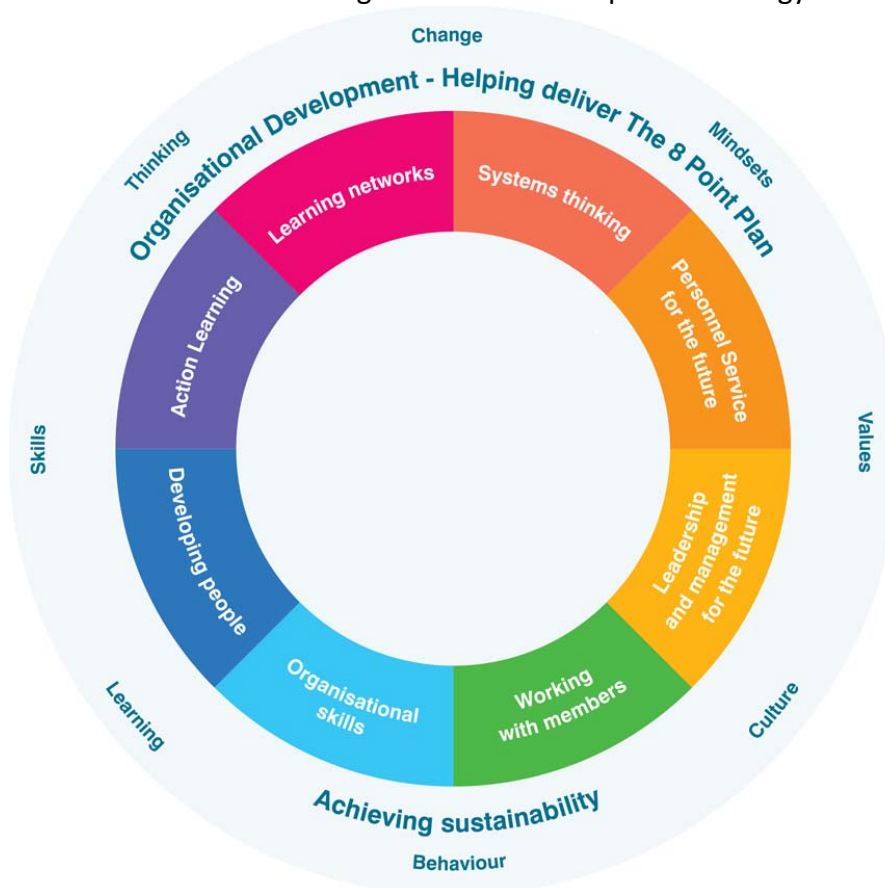 Change
Mindsets
Values
Culture
Behaviour
Learning
Skills
Thinking
Organisational Development - Helping deliver The 8 Point Plan
Achieving sustainability
Systems thinking
Personnel Service
for the future
Leadership
and management
for the future
Working
with members
Organisational
skills
Developing people
Action Learning
Learning networks